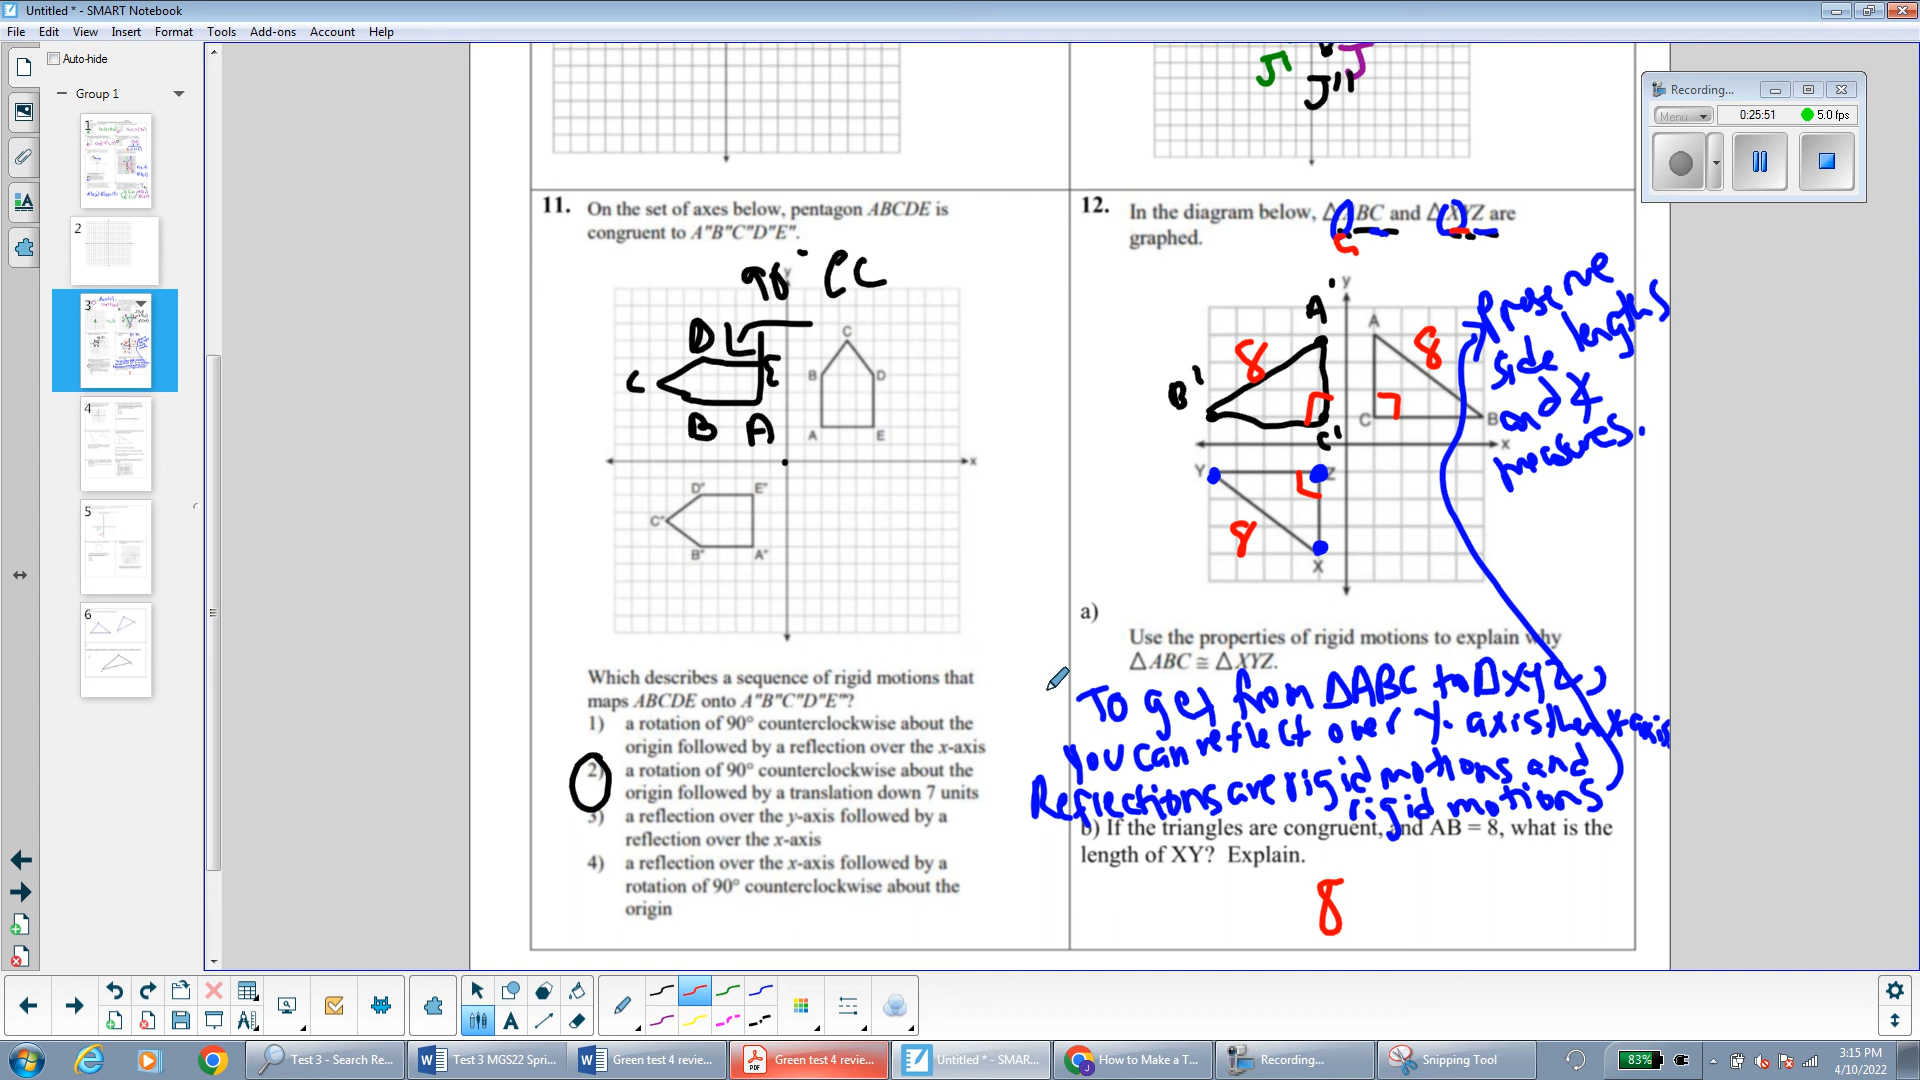 Untitled * - SMART Notebook
File Edit View Insert Format Tools Add-ons Account Help
Auto-hide
Group 1
1
2
3
4
5
6
J' J
J''
Recording...
Menu
0:25:51
5.0 fps
11. On the set of axes below, pentagon ABCDE is
congruent to A"B"C"D"E".
90° CC
y
D E
C
B A
C
B D
A E
x
D" E"
C"
B" A"
Which describes a sequence of rigid motions that
maps ABCDE onto A"B"C"D"E"?
1) a rotation of 90° counterclockwise about the
origin followed by a reflection over the x-axis
2) a rotation of 90° counterclockwise about the
origin followed by a translation down 7 units
3) a reflection over the y-axis followed by a
reflection over the x-axis
4) a reflection over the x-axis followed by a
rotation of 90° counterclockwise about the
origin
12. In the diagram below, △ABC and △XYZ are
graphed.
y
A' A
8 8
B' C' C B
x
Y Z
8
X
Preserve
side lengths
and ∡
measures.
a)
Use the properties of rigid motions to explain why
△ABC ≅ △XYZ.
To get from △ABC to △XYZ,
you can reflect over y-axis then x-axis
Reflections are rigid motions and
rigid motions
b) If the triangles are congruent, and AB = 8, what is the
length of XY? Explain.
8
Test 3 - Search Re...
Test 3 MGS22 Spri...
Green test 4 revie...
Green test 4 revie...
Untitled * - SMAR...
How to Make a T...
Recording...
Snipping Tool
83%
3:15 PM
4/10/2022